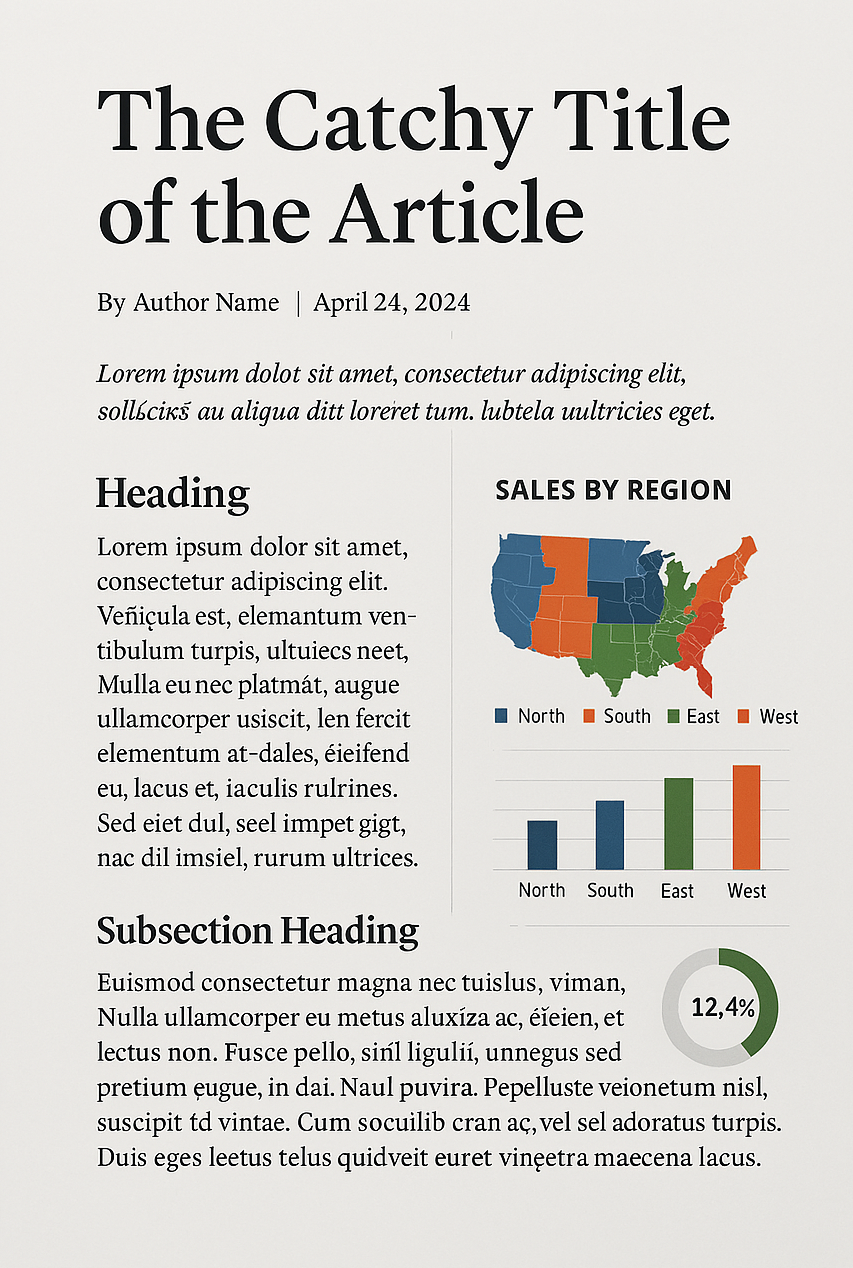 The Catchy Title
of the Article
By Author Name | April 24, 2024
Lorem ipsum dolot sit amet, consectetur adipiscing elit,
au aliqua ditt loreret tum. lubtela uultricies eget.
Heading
Lorem ipsum dolor sit amet,
consectetur adipiscing elit.
Veñiçula est, elemantum ven-
tibulum turpis, ultuiecs neet,
Mulla eu nec platmát, augue
ullamcorper usiscit, len fercit
elementum at-dales, éieifend
eu, lacus et, iaculis rulrines.
Sed eiet dul, seel impet gigt,
nac dil imsiel, rurum ultrices.
SALES BY REGION
North South East West
North South East West
Subsection Heading
Euismod consectetur magna nec tuislus, viman,
Nulla ullamcorper eu metus aluxíza ac, et
lectus non. Fusce pello, ligulií, unnegus sed
pretium ȩugue, in dai. Naul puvira. Pepelluste veionetum nisl,
suscipit td vintae. Cum socuilib cran aç, vel sel adoratus turpis.
Duis eges leetus telus quidveit euret vinȩetra maecena lacus.
12,4%